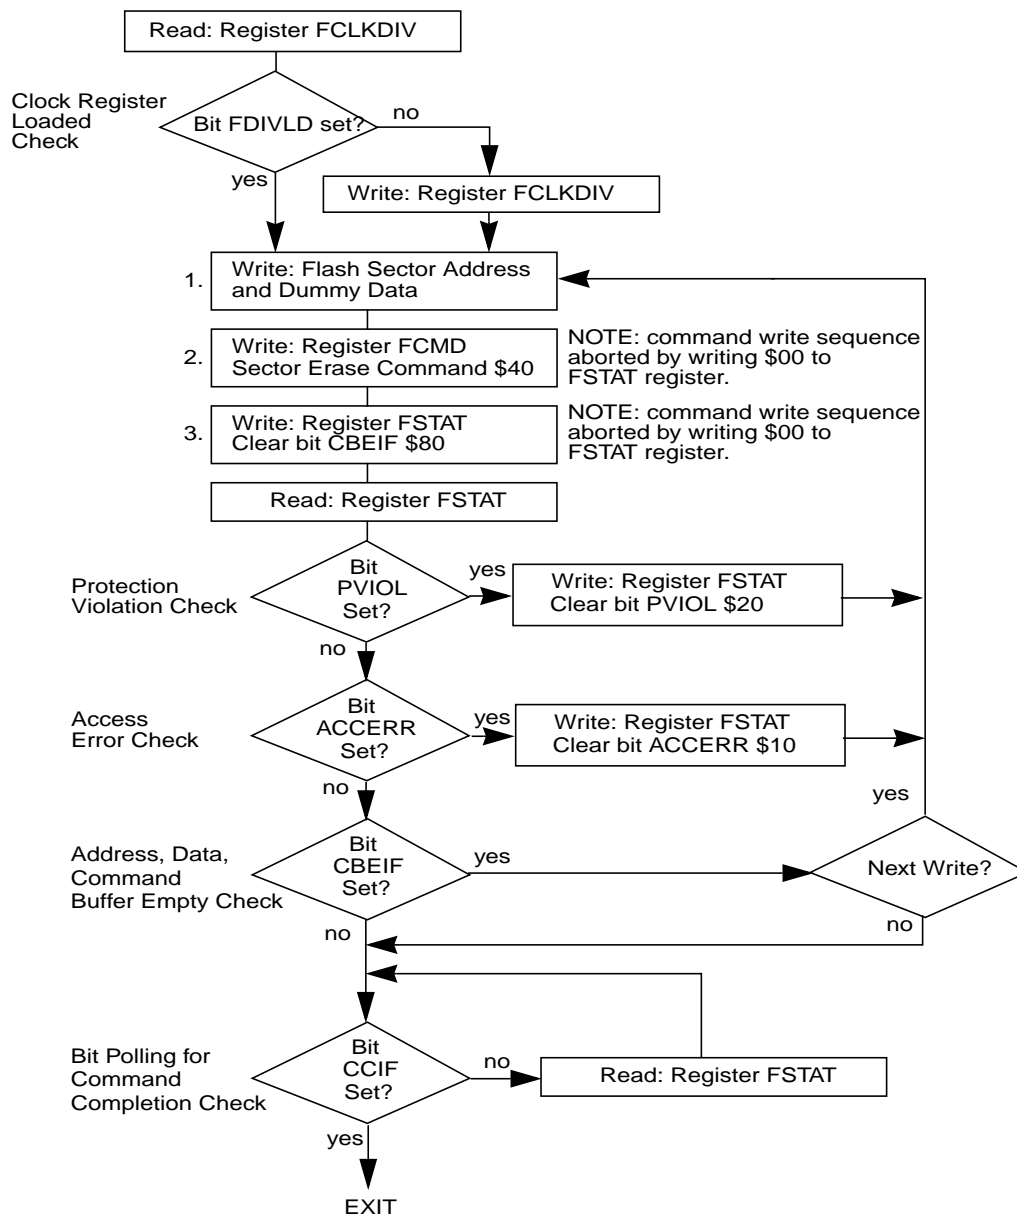 Read: Register FCLKDIV
Clock Register
Loaded
Check
Bit FDIVLD set?
no
yes
Write: Register FCLKDIV
1.
Write: Flash Sector Address
and Dummy Data
2.
Write: Register FCMD
Sector Erase Command $40
NOTE: command write sequence
aborted by writing $00 to
FSTAT register.
3.
Write: Register FSTAT
Clear bit CBEIF $80
NOTE: command write sequence
aborted by writing $00 to
FSTAT register.
Read: Register FSTAT
Protection
Violation Check
Bit
PVIOL
Set?
yes
Write: Register FSTAT
Clear bit PVIOL $20
no
Access
Error Check
Bit
ACCERR
Set?
yes
Write: Register FSTAT
Clear bit ACCERR $10
no
yes
Address, Data,
Command
Buffer Empty Check
Bit
CBEIF
Set?
yes
Next Write?
no
no
Bit Polling for
Command
Completion Check
Bit
CCIF
Set?
no
Read: Register FSTAT
yes
EXIT